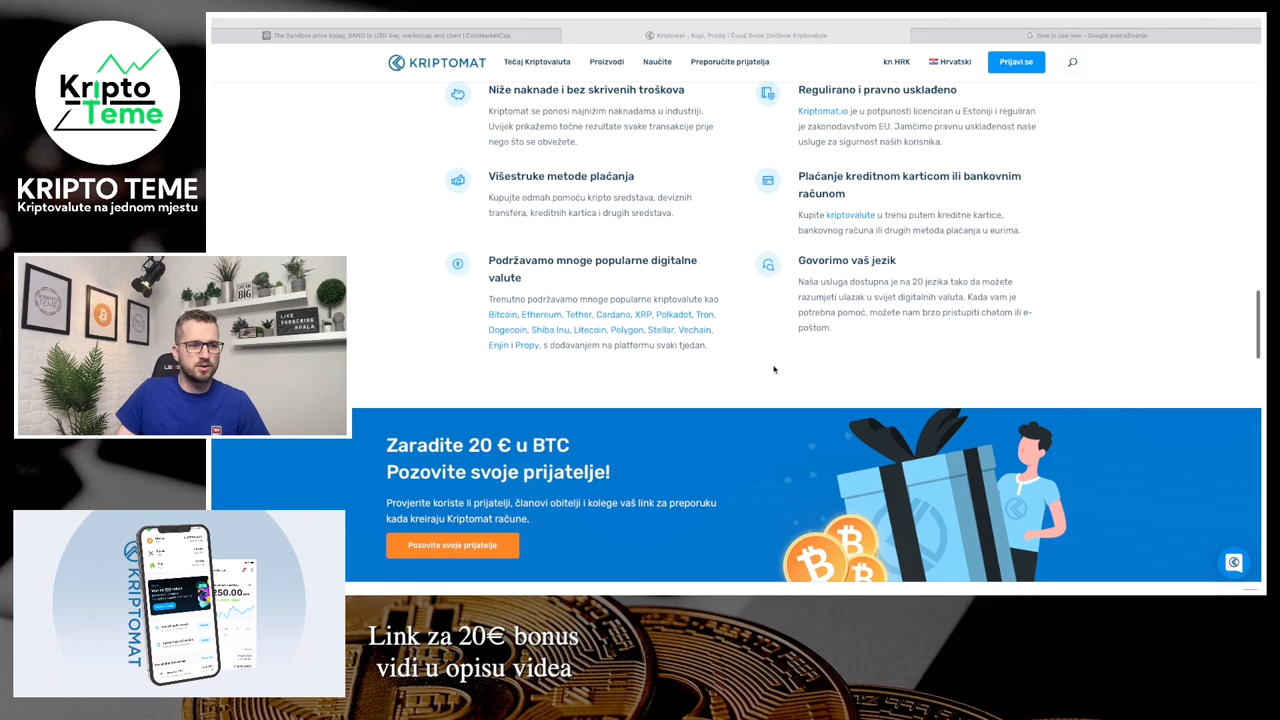 Kripto
Teme
KRIPTO TEME
Kriptovalute na jednom mjestu
The Sandbox price today, SAND to USD live, marketcap and chart | CoinMarketCap
Kriptomat - Kupi, Prodaj i Čuvaj Svoje Omiljene Kriptovalute
time in usa now - Google pretraživanje
KRIPTOMAT
Tečaj Kriptovaluta
Proizvodi
Naučite
Preporučite prijatelja
kn HRK
Hrvatski
Prijavi se
Niže naknade i bez skrivenih troškova
Kriptomat se ponosi najnižim naknadama u industriji.
Uvijek prikažemo točne rezultate svake transakcije prije
nego što se obvežete.
Regulirano i pravno usklađeno
Kriptomat.io je u potpunosti licenciran u Estoniji i reguliran
je zakonodavstvom EU. Jamčimo pravnu usklađenost naše
usluge za sigurnost naših korisnika.
Višestruke metode plaćanja
Kupujte odmah pomoću kripto sredstava, deviznih
transfera, kreditnih kartica i drugih sredstava.
Plaćanje kreditnom karticom ili bankovnim
računom
Kupite kriptovalute u trenu putem kreditne kartice,
bankovnog računa ili drugih metoda plaćanja u eurima.
Podržavamo mnoge popularne digitalne
valute
Trenutno podržavamo mnoge popularne kriptovalute kao
Bitcoin, Ethereum, Tether, Cardano, XRP, Polkadot, Tron,
Dogecoin, Shiba Inu, Litecoin, Polygon, Stellar, Vechain,
Enjin i Propy, s dodavanjem na platformu svaki tjedan.
Govorimo vaš jezik
Naša usluga dostupna je na 20 jezika tako da možete
razumjeti ulazak u svijet digitalnih valuta. Kada vam je
potrebna pomoć, možete nam brzo pristupiti chatom ili e-
poštom.
DREAM
BIG
LIKE
SUBSCRIBE
HVALA
Zaradite 20 € u BTC
Pozovite svoje prijatelje!
Provjerite koriste li prijatelji, članovi obitelji i kolege vaš link za preporuku
kada kreiraju Kriptomat račune.
Pozovite svoje prijatelje
KRIPTOMAT
250.00
Link za 20€ bonus
vidi u opisu videa